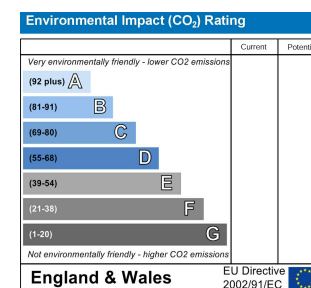 Environmental Impact (CO₂) Rating
Current Potenti
Very environmentally friendly - lower CO2 emissions
(92 plus) A
(81-91) B
(69-80) C
(55-68) D
(39-54) E
(21-38) F
(1-20) G
Not environmentally friendly - higher CO2 emissions
England & Wales
EU Directive
2002/91/EC